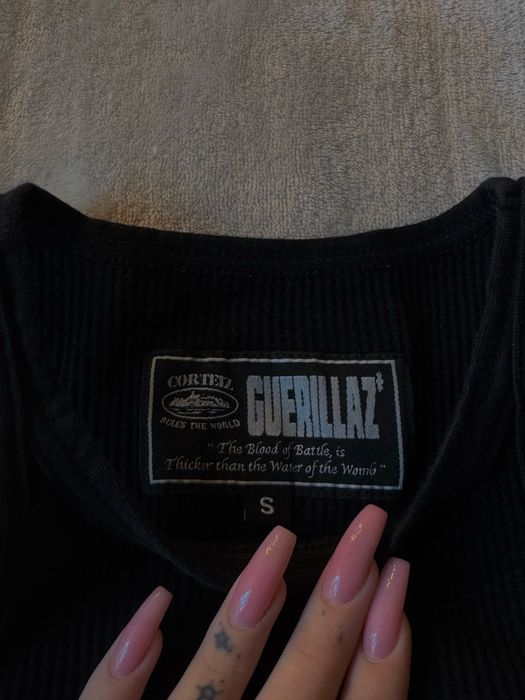 CORTEIZ
RULES THE WORLD
GUERILLAZ
"The Blood of Battle, is
Thicker than the Water of the Womb"
S